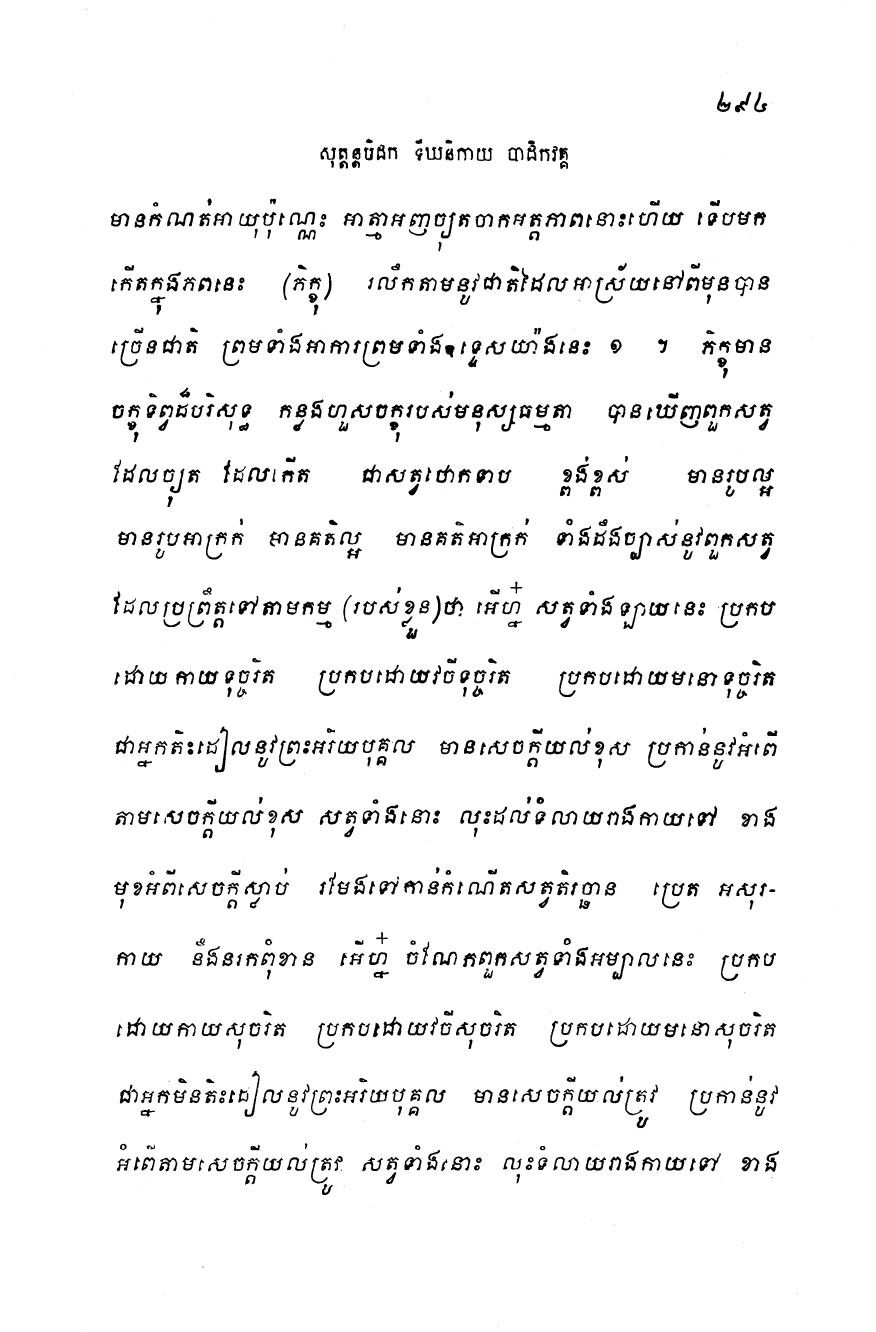 ២៩៤
សុត្តន្តបិដក ទីឃនិកាយ បាដិកវគ្គ
មានកំណត់អាយុប៉ុណ្ណេះ អាត្មាអញច្យុតចាកអត្តភាពនោះហើយ ទើបមក
កើតក្នុងភពនេះ (ភិក្ខុ) រលឹកតាមនូវជាតិដែលអាស្រ័យនៅពីមុនបាន
ច្រើនជាតិ ព្រមទាំងអាការព្រមទាំងឧទ្ទេសយ៉ាងនេះ ១ ។ ភិក្ខុមាន
ចក្ខុទិព្វដ៏បរិសុទ្ធ កន្លងហួសចក្ខុរបស់មនុស្សធម្មតា បានឃើញពួកសត្វ
ដែលច្យុត ដែលកើត ជាសត្វថោកទាប ខ្ពង់ខ្ពស់ មានរូបល្អ
មានរូបអាក្រក់ មានគតិល្អ មានគតិអាក្រក់ ទាំងដឹងច្បាស់នូវពួកសត្វ
ដែលប្រព្រឹត្តទៅតាមកម្ម (របស់ខ្លួន)ថា អើហ្ន៎ សត្វទាំងឡាយនេះ ប្រកប
ដោយកាយទុច្ចរិត ប្រកបដោយវចីទុច្ចរិត ប្រកបដោយមនោទុច្ចរិត
ជាអ្នកតិះដៀលនូវព្រះអរិយបុគ្គល មានសេចក្តីយល់ខុស ប្រកាន់នូវអំពើ
តាមសេចក្តីយល់ខុស សត្វទាំងនោះ លុះដល់ទំលាយរាងកាយទៅ ខាង
មុខអំពីសេចក្តីស្លាប់ រមែងទៅកាន់កំណើតសត្វតិរច្ឆាន ប្រេត អសុរ-
កាយ និងនរកពុំខាន អើហ្ន៎ ចំណែកពួកសត្វទាំងអម្បាលនេះ ប្រកប
ដោយកាយសុចរិត ប្រកបដោយវចីសុចរិត ប្រកបដោយមនោសុចរិត
ជាអ្នកមិនតិះដៀលនូវព្រះអរិយបុគ្គល មានសេចក្តីយល់ត្រូវ ប្រកាន់នូវ
អំពើតាមសេចក្តីយល់ត្រូវ សត្វទាំងនោះ លុះទំលាយរាងកាយទៅ ខាង